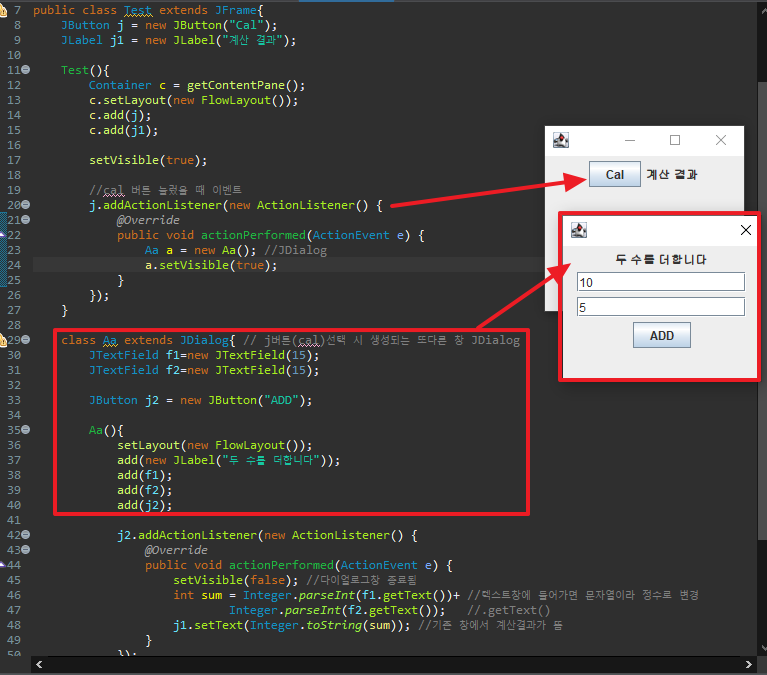 7 public class Test extends JFrame{
8 JButton j = new JButton("Cal");
9 JLabel j1 = new JLabel("계산 결과");
10
11 Test(){
12 Container c = getContentPane();
13 c.setLayout(new FlowLayout());
14 c.add(j);
15 c.add(j1);
16
17 setVisible(true);
18
19 //cal 버튼 눌렀을 때 이벤트
20 j.addActionListener(new ActionListener() {
21 @Override
22 public void actionPerformed(ActionEvent e) {
23 Aa a = new Aa(); //JDialog
24 a.setVisible(true);
25 }
26 });
27 }
28
29 class Aa extends JDialog{ // j버튼(cal)선택 시 생성되는 또다른 창 JDialog
30 JTextField f1=new JTextField(15);
31 JTextField f2=new JTextField(15);
32
33 JButton j2 = new JButton("ADD");
34
35 Aa(){
36 setLayout(new FlowLayout());
37 add(new JLabel("두 수를 더합니다"));
38 add(f1);
39 add(f2);
40 add(j2);
41
42 j2.addActionListener(new ActionListener() {
43 @Override
44 public void actionPerformed(ActionEvent e) {
45 setVisible(false); //다이얼로그창 종료됨
46 int sum = Integer.parseInt(f1.getText())+ //텍스트창에 들어가면 문자열이라 정수로 변경
47 Integer.parseInt(f2.getText()); //.getText()
48 j1.setText(Integer.toString(sum)); //기존 창에서 계산결과가 뜸
49 }
50 });
Cal 계산 결과
두 수를 더합니다
10
5
ADD